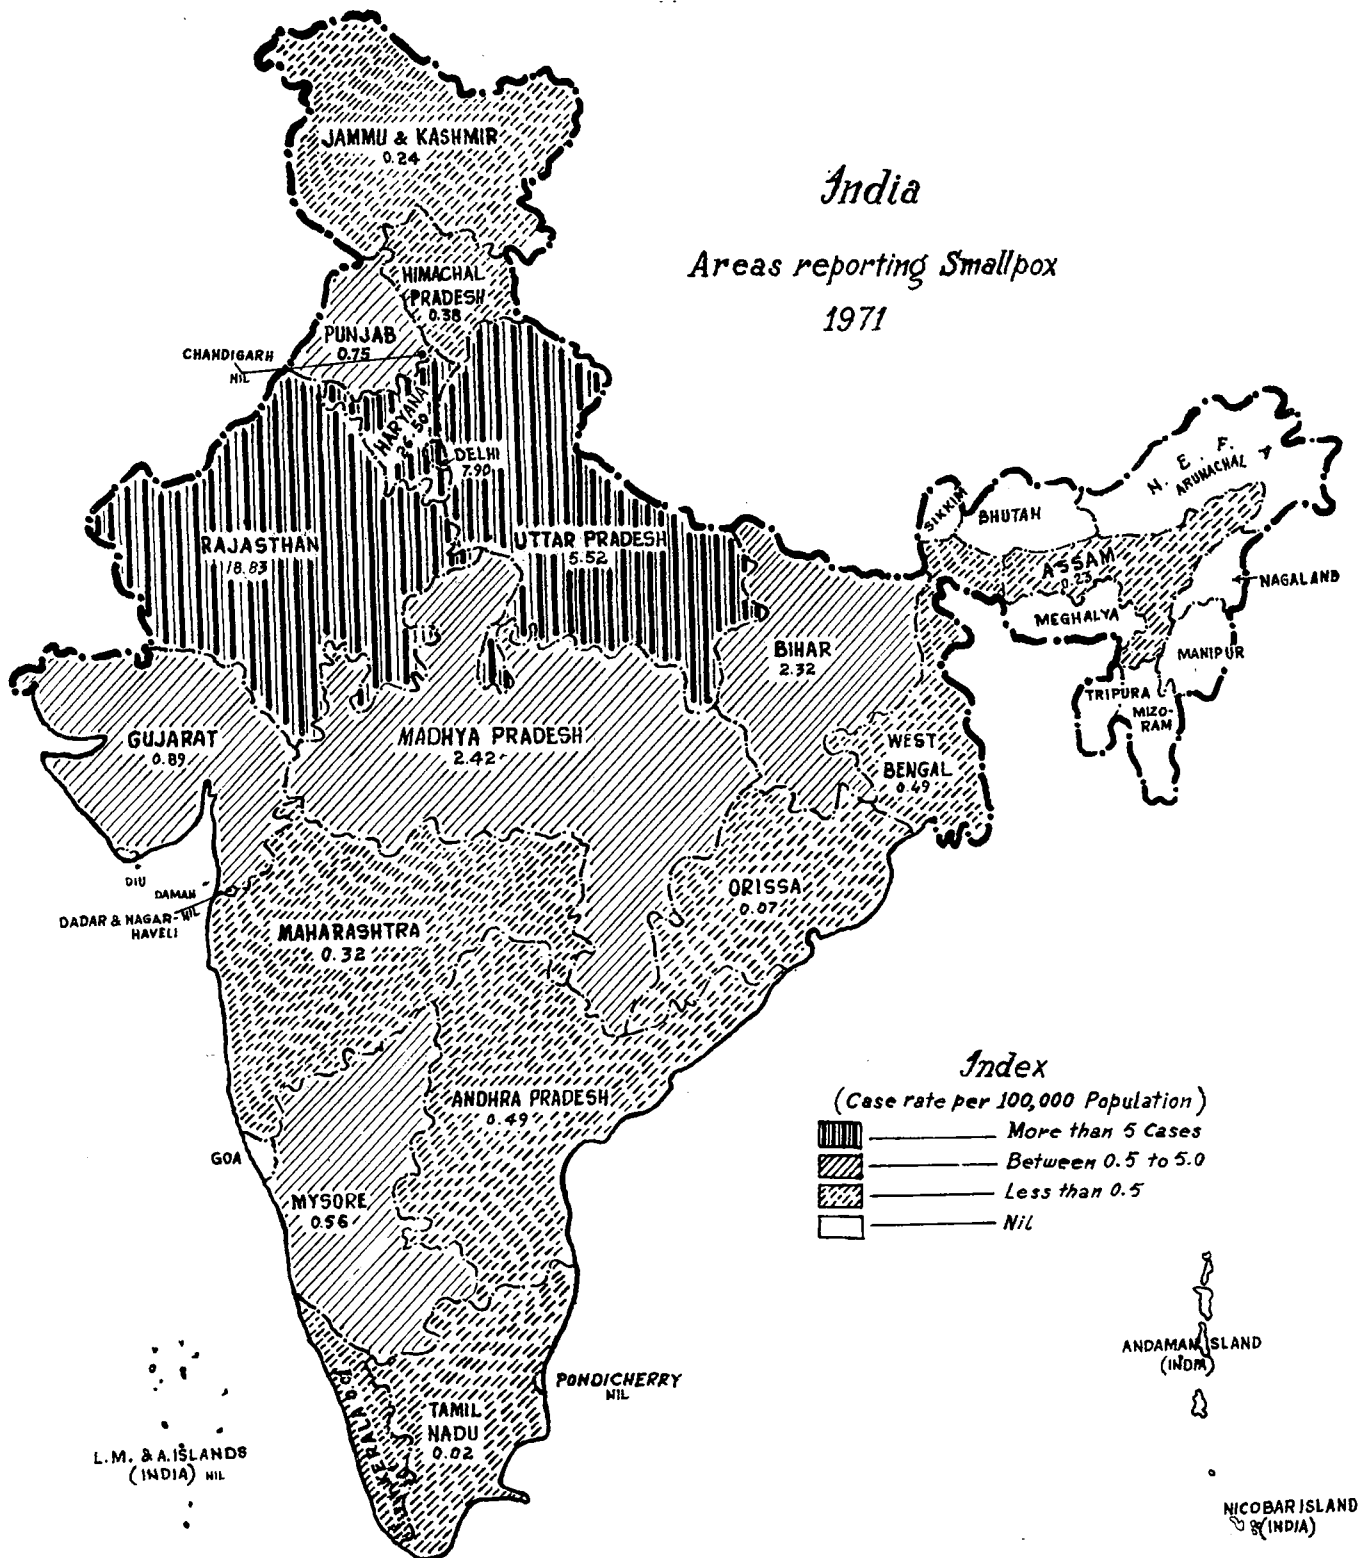 India
Areas reporting Smallpox
1971
JAMMU & KASHMIR
0.24
HIMACHAL
PRADESH
0.38
PUNJAB
0.75
CHANDIGARH
NIL
HARYANA
26.50
DELHI
7.90
RAJASTHAN
18.83
UTTAR PRADESH
5.52
N. E. F.
ARUNACHAL
SIKKIM
BHUTAN
ASSAM
0.23
NAGALAND
MEGHALYA
MANIPUR
TRIPURA
MIZO-
RAM
BIHAR
2.32
GUJARAT
0.89
MADHYA PRADESH
2.42
WEST
BENGAL
0.49
DIU
DAMAN
DADAR & NAGAR-NIL
HAVELI
ORISSA
0.07
MAHARASHTRA
0.32
ANDHRA PRADESH
0.49
GOA
MYSORE
0.56
Index
(Case rate per 100,000 Population)
More than 5 Cases
Between 0.5 to 5.0
Less than 0.5
Nil
KERALA
TAMIL
NADU
0.02
PONDICHERRY
NIL
ANDAMAN ISLAND
(INDIA)
L.M. & A. ISLANDS
(INDIA) NIL
NICOBAR ISLAND
(INDIA)